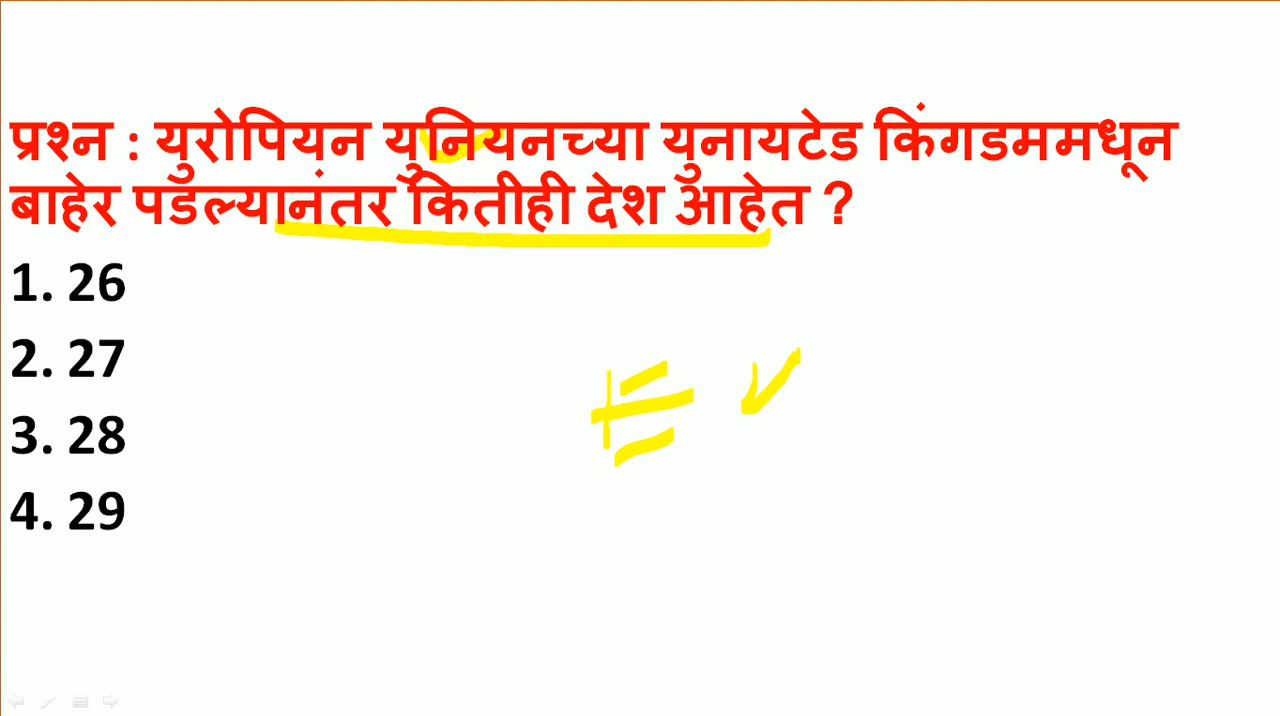 प्रश्न : युरोपियन युनियनच्या युनायटेड किंगडममधून
बाहेर पडल्यानंतर कितीही देश आहेत ?
1. 26
2. 27
3. 28
4. 29